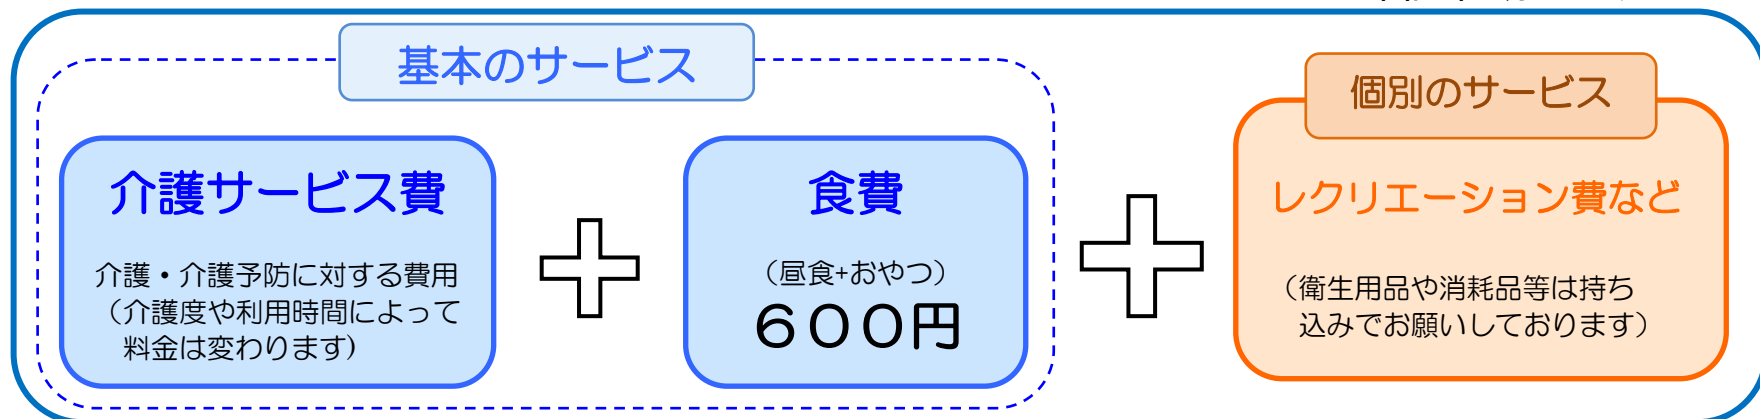 基本のサービス
個別のサービス
介護サービス費
介護・介護予防に対する費用
（介護度や利用時間によって
料金は変わります）
食費
（昼食+おやつ）
６００円
レクリエーション費など
（衛生用品や消耗品等は持ち
込みでお願いしております）